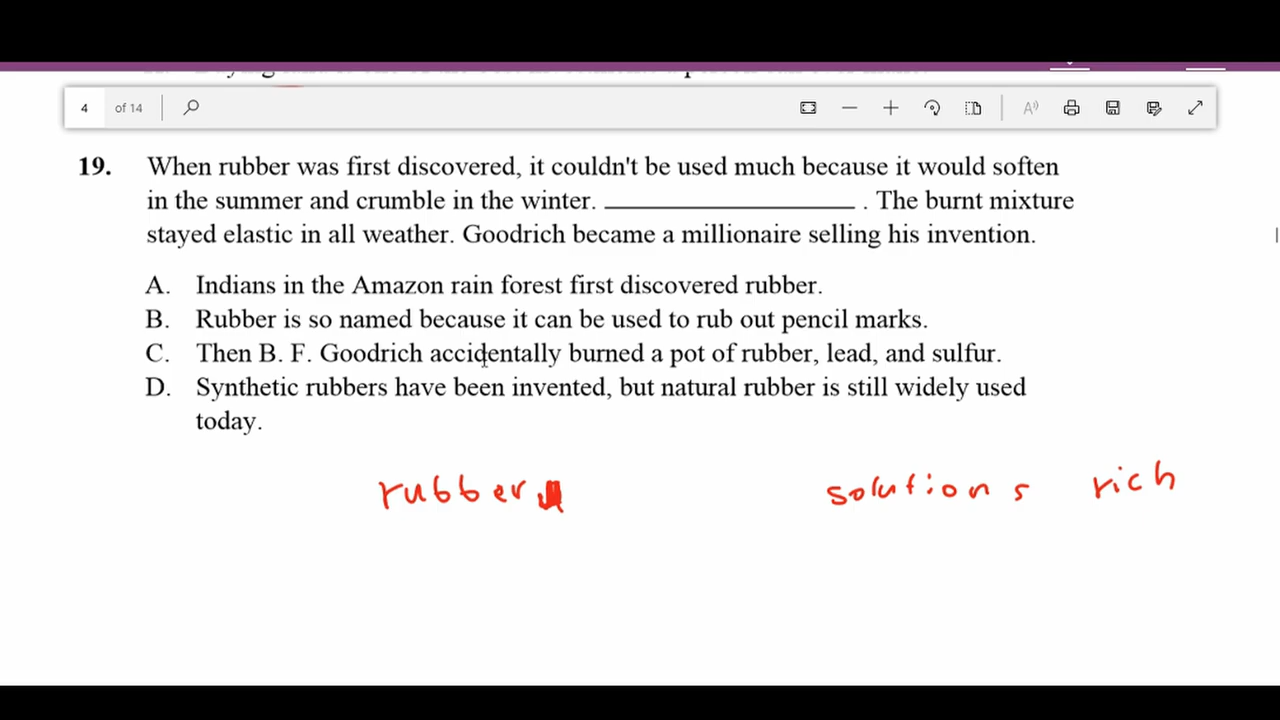 4 of 14
19. When rubber was first discovered, it couldn't be used much because it would soften
in the summer and crumble in the winter. ____________________ . The burnt mixture
stayed elastic in all weather. Goodrich became a millionaire selling his invention.
A. Indians in the Amazon rain forest first discovered rubber.
B. Rubber is so named because it can be used to rub out pencil marks.
C. Then B. F. Goodrich accidentally burned a pot of rubber, lead, and sulfur.
D. Synthetic rubbers have been invented, but natural rubber is still widely used
today.
rubber solutions rich